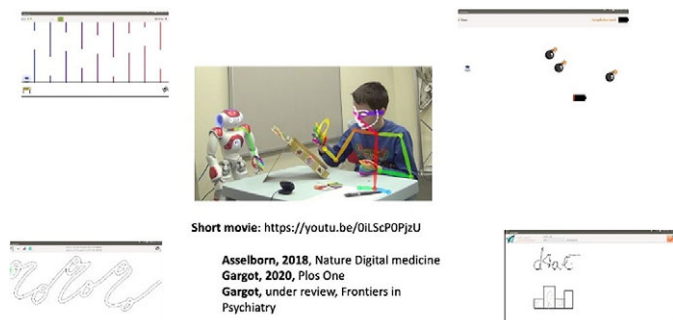 Short movie: https://youtu.be/0iLScP0PjzU
Asselborn, 2018, Nature Digital medicine
Gargot, 2020, Plos One
Gargot, under review, Frontiers in
Psychiatry